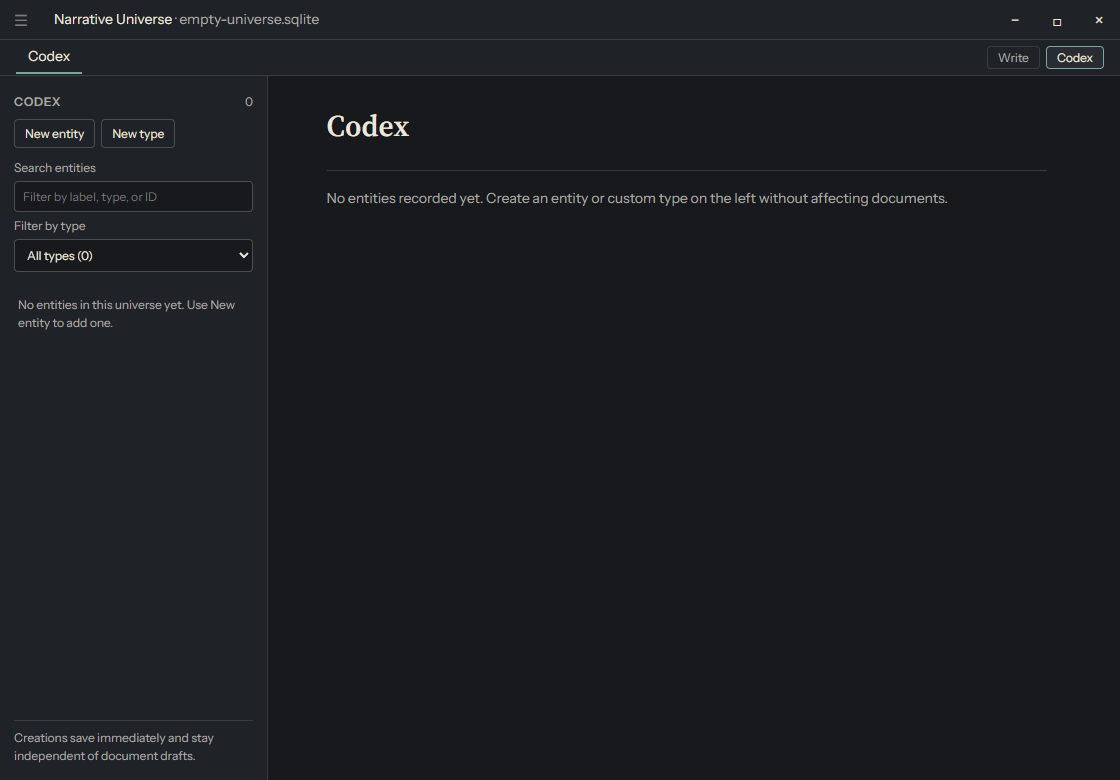 Narrative Universe · empty-universe.sqlite
Codex
Write
Codex
CODEX
0
New entity
New type
Search entities
Filter by label, type, or ID
Filter by type
All types (0)
No entities in this universe yet. Use New
entity to add one.
Creations save immediately and stay
independent of document drafts.
Codex
No entities recorded yet. Create an entity or custom type on the left without affecting documents.